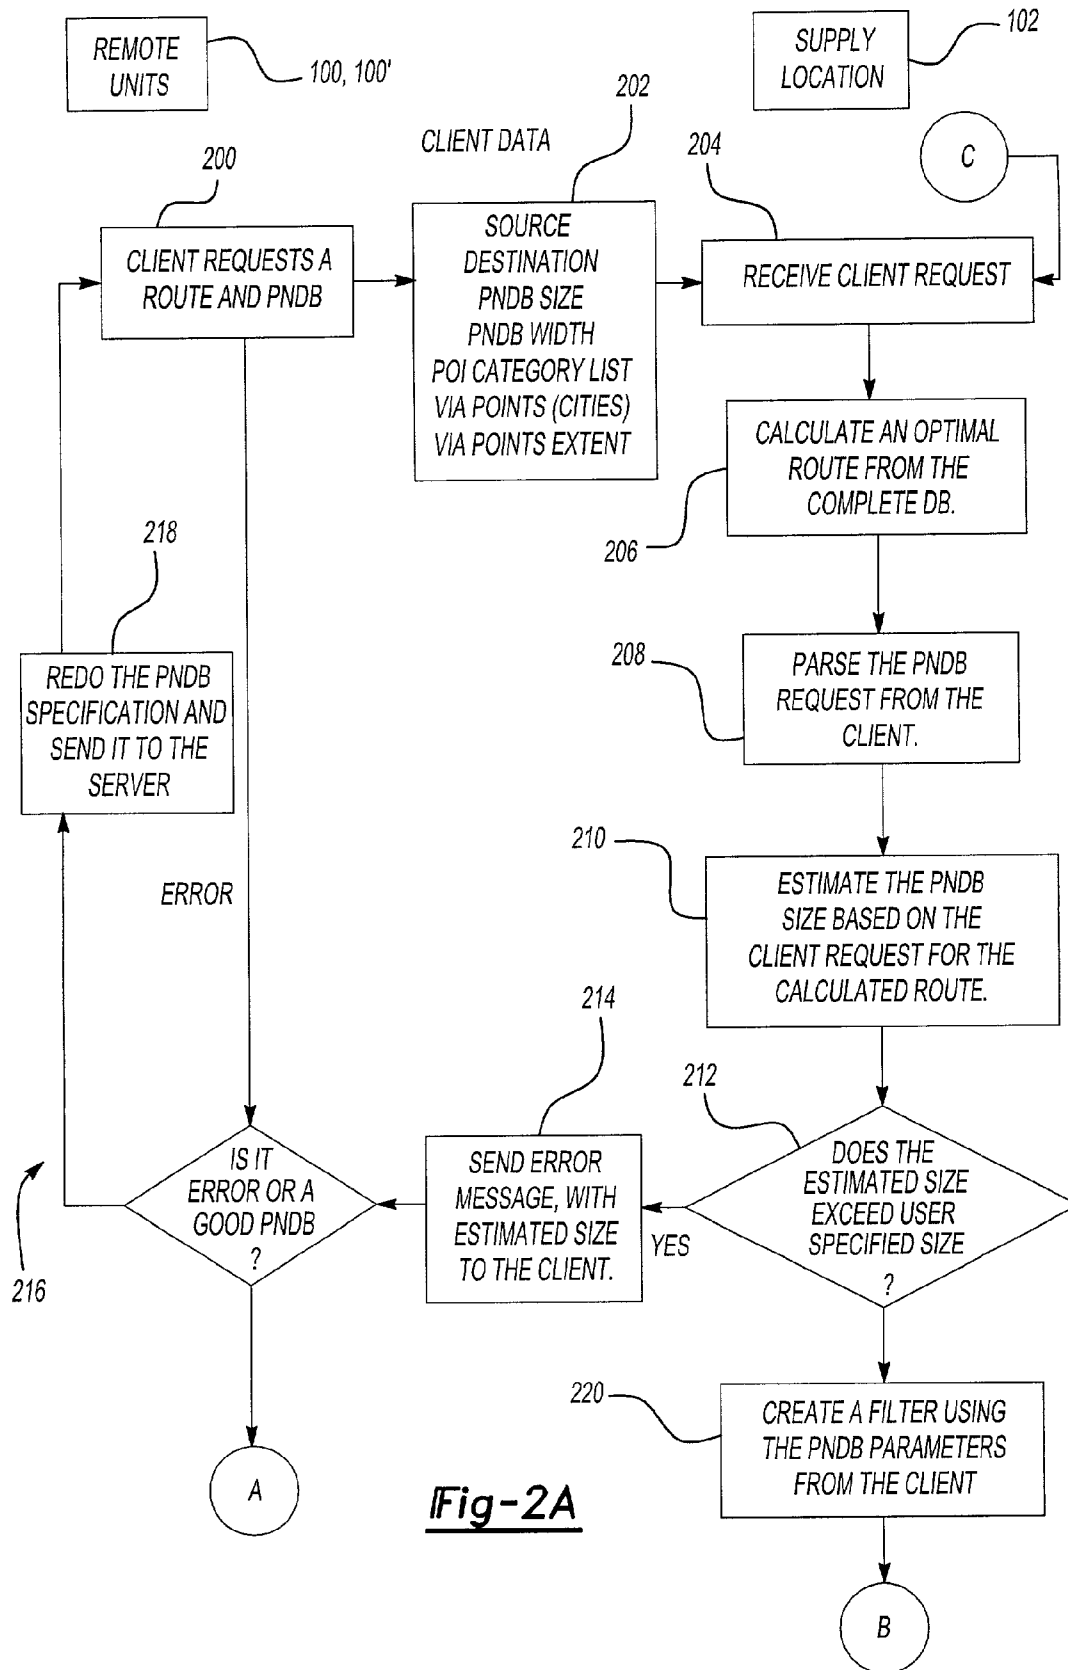 REMOTE
UNITS
100, 100'
SUPPLY
LOCATION
102
CLIENT DATA
202
200
204
C
CLIENT REQUESTS A
ROUTE AND PNDB
SOURCE
DESTINATION
PNDB SIZE
PNDB WIDTH
POI CATEGORY LIST
VIA POINTS (CITIES)
VIA POINTS EXTENT
RECEIVE CLIENT REQUEST
CALCULATE AN OPTIMAL
ROUTE FROM THE
COMPLETE DB.
206
218
REDO THE PNDB
SPECIFICATION AND
SEND IT TO THE
SERVER
208
PARSE THE PNDB
REQUEST FROM THE
CLIENT.
210
ESTIMATE THE PNDB
SIZE BASED ON THE
CLIENT REQUEST FOR THE
CALCULATED ROUTE.
ERROR
214
212
IS IT
ERROR OR A
GOOD PNDB
?
SEND ERROR
MESSAGE, WITH
ESTIMATED SIZE
TO THE CLIENT.
YES
DOES THE
ESTIMATED SIZE
EXCEED USER
SPECIFIED SIZE
?
216
220
CREATE A FILTER USING
THE PNDB PARAMETERS
FROM THE CLIENT
A
Fig-2A
B